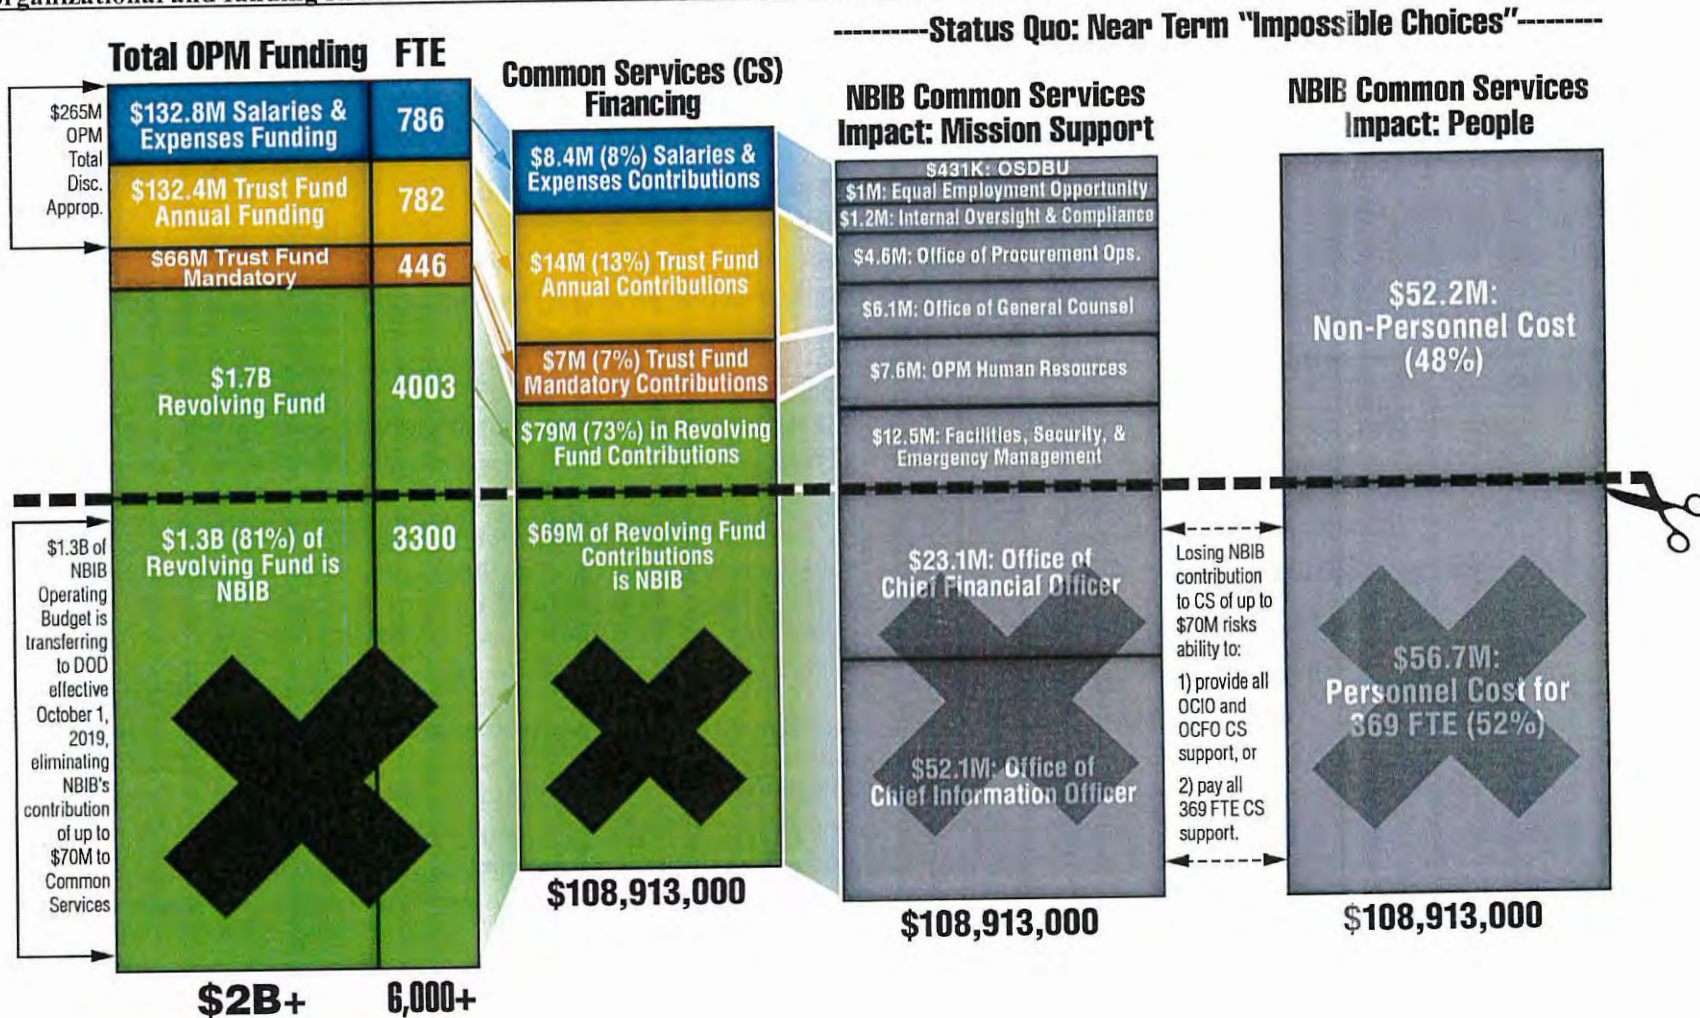 ----------Status Quo: Near Term "Impossible Choices"---------
Total OPM Funding
FTE
$265M
OPM
Total
Disc.
Approp.
$132.8M Salaries &
Expenses Funding
786
$132.4M Trust Fund
Annual Funding
782
$66M Trust Fund
Mandatory
446
$1.7B
Revolving Fund
4003
$1.3B of
NBIB
Operating
Budget is
transferring
to DOD
effective
October 1,
2019,
eliminating
NBIB's
contribution
of up to
$70M to
Common
Services
$1.3B (81%) of
Revolving Fund is
NBIB
3300
$2B+
6,000+
Common Services (CS)
Financing
$8.4M (8%) Salaries &
Expenses Contributions
$14M (13%) Trust Fund
Annual Contributions
$7M (7%) Trust Fund
Mandatory Contributions
$79M (73%) in Revolving
Fund Contributions
$69M of Revolving Fund
Contributions
is NBIB
$108,913,000
NBIB Common Services
Impact: Mission Support
$431K: OSDBU
$1M: Equal Employment Opportunity
$1.2M: Internal Oversight & Compliance
$4.6M: Office of Procurement Ops.
$6.1M: Office of General Counsel
$7.6M: OPM Human Resources
$12.5M: Facilities, Security, &
Emergency Management
$23.1M: Office of
Chief Financial Officer
$52.1M: Office of
Chief Information Officer
$108,913,000
Losing NBIB
contribution
to CS of up to
$70M risks
ability to:
1) provide all
OCIO and
OCFO CS
support, or
2) pay all
369 FTE CS
support.
NBIB Common Services
Impact: People
$52.2M:
Non-Personnel Cost
(48%)
$56.7M:
Personnel Cost for
369 FTE (52%)
$108,913,000